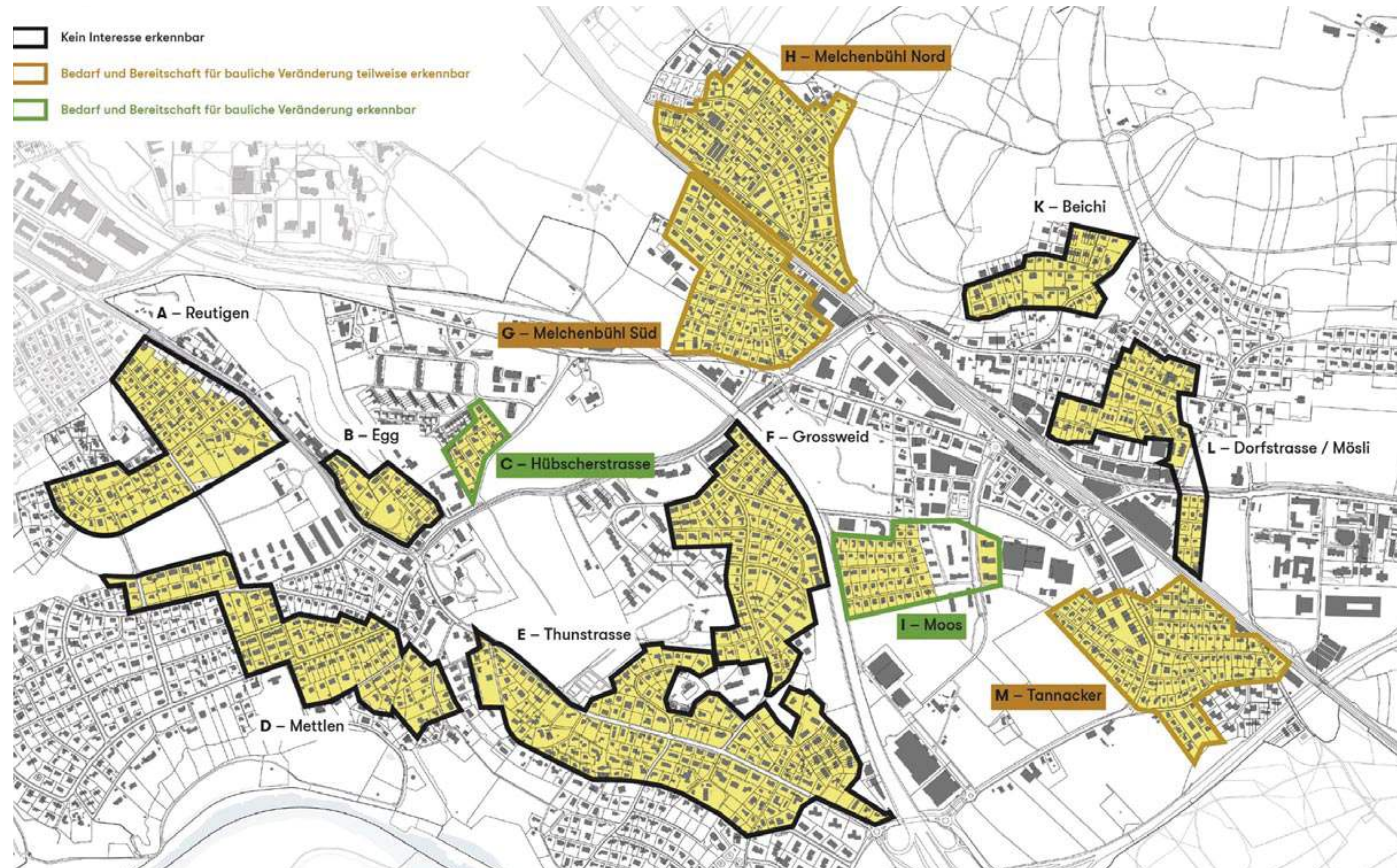 Kein Interesse erkennbar
Bedarf und Bereitschaft für bauliche Veränderung teilweise erkennbar
Bedarf und Bereitschaft für bauliche Veränderung erkennbar
H – Melchenbühl Nord
K – Beichi
A – Reutigen
G – Melchenbühl Süd
B – Egg
F – Grossweid
L – Dorfstrasse / Mösli
C – Hübscherstrasse
I – Moos
E – Thunstrasse
M – Tannacker
D – Mettlen